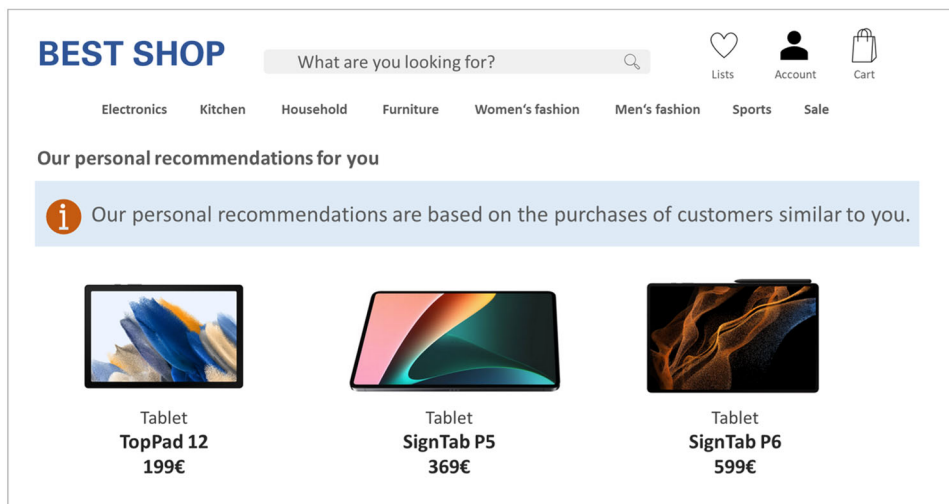 BEST SHOP
What are you looking for?
Lists Account Cart
Electronics Kitchen Household Furniture Women‘s fashion Men‘s fashion Sports Sale
Our personal recommendations for you
i Our personal recommendations are based on the purchases of customers similar to you.
Tablet Tablet Tablet
TopPad 12 SignTab P5 SignTab P6
199€ 369€ 599€